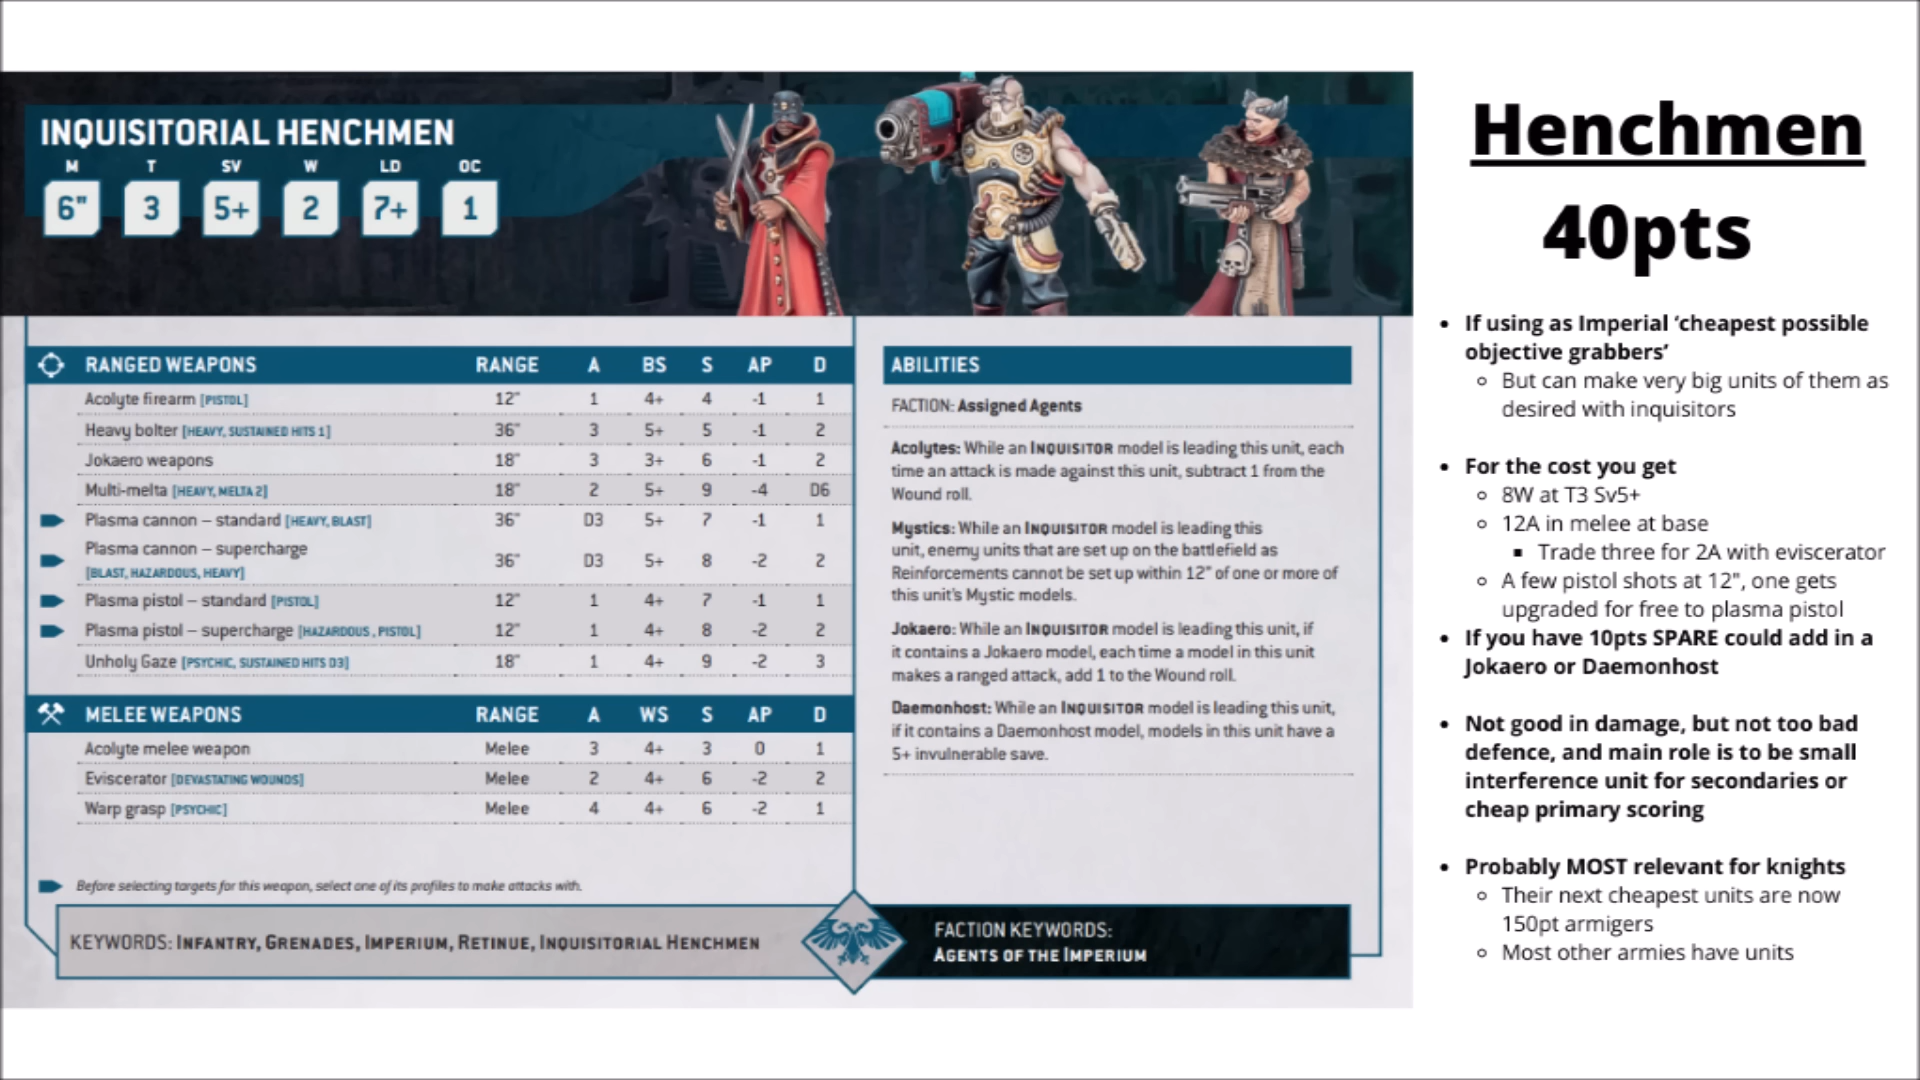 INQUISITORIAL HENCHMEN
M T SV W LD OC
6" 3 5+ 2 7+ 1
RANGED WEAPONS RANGE A BS S AP D
Acolyte firearm [PISTOL] 12" 1 4+ 4 -1 1
Heavy bolter [HEAVY, SUSTAINED HITS 1] 36" 3 5+ 5 -1 2
Jokaero weapons 18" 3 3+ 6 -1 2
Multi-melta [HEAVY, MELTA 2] 18" 2 5+ 9 -4 D6
Plasma cannon – standard [HEAVY, BLAST] 36" D3 5+ 7 -1 1
Plasma cannon – supercharge
[BLAST, HAZARDOUS, HEAVY] 36" D3 5+ 8 -2 2
Plasma pistol – standard [PISTOL] 12" 1 4+ 7 -1 1
Plasma pistol – supercharge [HAZARDOUS , PISTOL] 12" 1 4+ 8 -2 2
Unholy Gaze [PSYCHIC, SUSTAINED HITS D3] 18" 1 4+ 9 -2 3
MELEE WEAPONS RANGE A WS S AP D
Acolyte melee weapon Melee 3 4+ 3 0 1
Eviscerator [DEVASTATING WOUNDS] Melee 2 4+ 6 -2 2
Warp grasp [PSYCHIC] Melee 4 4+ 6 -2 1
Before selecting targets for this weapon, select one of its profiles to make attacks with.
KEYWORDS: INFANTRY, GRENADES, IMPERIUM, RETINUE, INQUISITORIAL HENCHMEN
ABILITIES
FACTION: Assigned Agents
Acolytes: While an INQUISITOR model is leading this unit, each
time an attack is made against this unit, subtract 1 from the
Wound roll.
Mystics: While an INQUISITOR model is leading this
unit, enemy units that are set up on the battlefield as
Reinforcements cannot be set up within 12" of one or more of
this unit's Mystic models.
Jokaero: While an INQUISITOR model is leading this unit, if
it contains a Jokaero model, each time a model in this unit
makes a ranged attack, add 1 to the Wound roll.
Daemonhost: While an INQUISITOR model is leading this unit,
if it contains a Daemonhost model, models in this unit have a
5+ invulnerable save.
FACTION KEYWORDS:
AGENTS OF THE IMPERIUM
Henchmen
40pts
• If using as Imperial ‘cheapest possible
objective grabbers’
◦ But can make very big units of them as
desired with inquisitors
• For the cost you get
◦ 8W at T3 Sv5+
◦ 12A in melee at base
▪ Trade three for 2A with eviscerator
◦ A few pistol shots at 12", one gets
upgraded for free to plasma pistol
• If you have 10pts SPARE could add in a
Jokaero or Daemonhost
• Not good in damage, but not too bad
defence, and main role is to be small
interference unit for secondaries or
cheap primary scoring
• Probably MOST relevant for knights
◦ Their next cheapest units are now
150pt armigers
◦ Most other armies have units